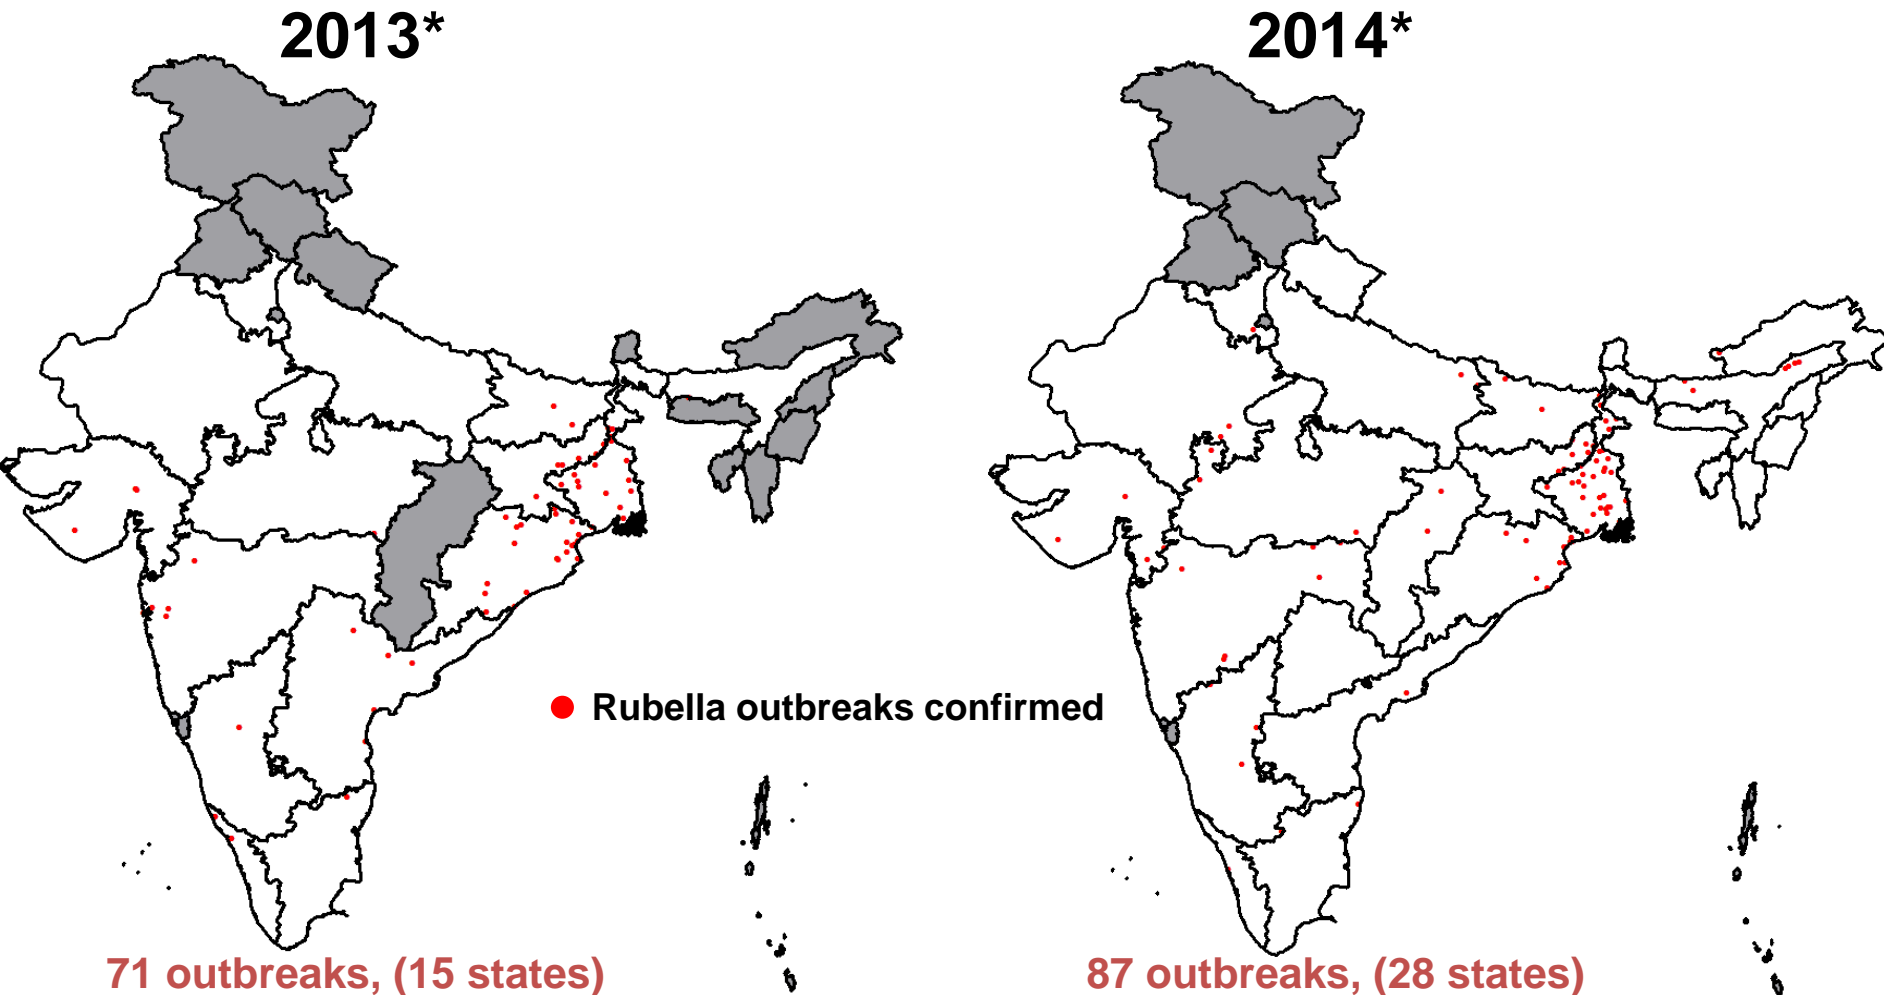 2013*
2014*
Rubella outbreaks confirmed
71 outbreaks, (15 states)
87 outbreaks, (28 states)